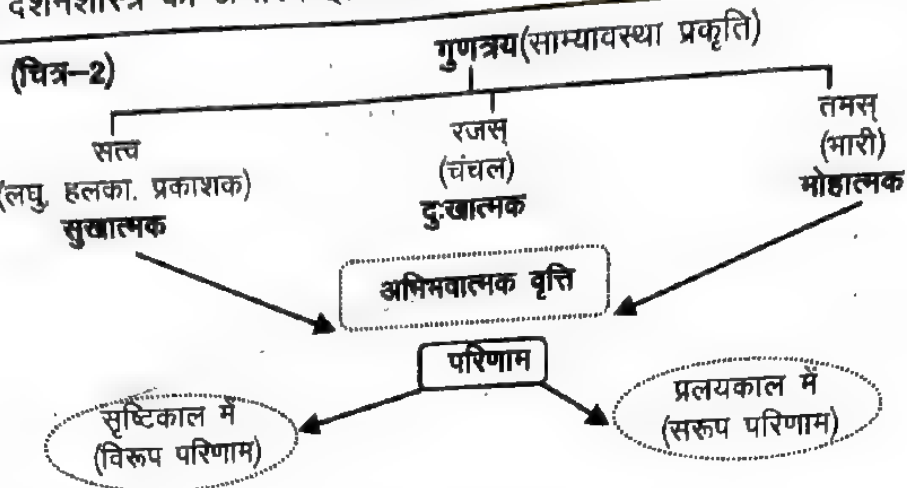 दर्शनशास्त्र का
(चित्र-2)
गुणत्रय(साम्यावस्था प्रकृति)
सत्व
(लघु, हलका, प्रकाशक)
सुखात्मक
रजस्
(चंचल)
दुःखात्मक
तमस्
(भारी)
मोहात्मक
अभिभवात्मक वृत्ति
परिणाम
सृष्टिकाल में
(विरूप परिणाम)
प्रलयकाल में
(सरूप परिणाम)